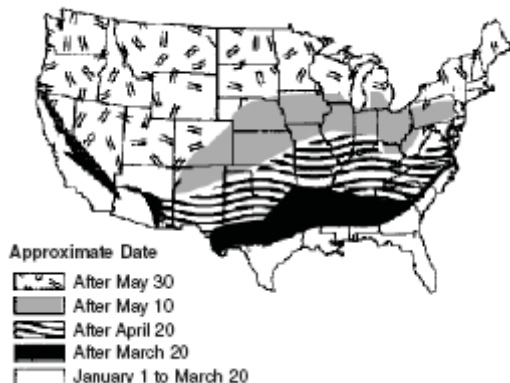 Approximate Date
After May 30
After May 10
After April 20
After March 20
January 1 to March 20